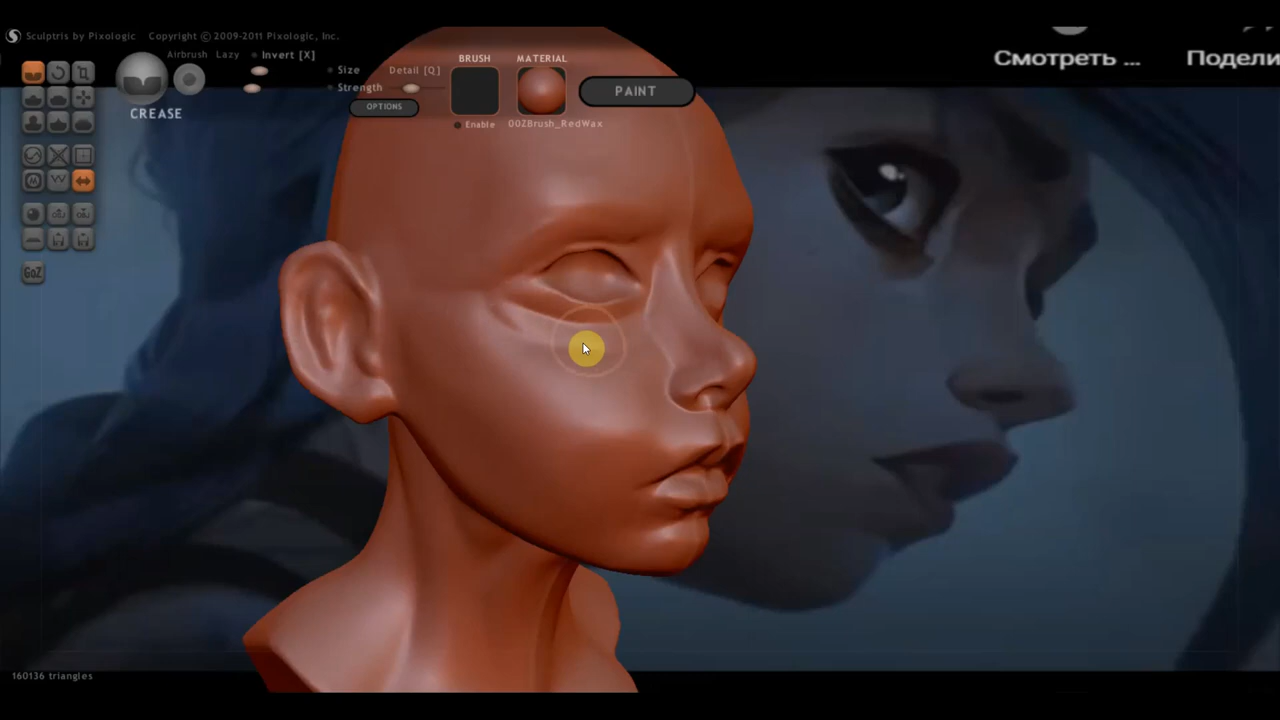 Sculptris by Pixologic Copyright © 2009-2011 Pixologic, Inc.
Смотреть ... 
Airbrush Lazy Invert [X]
BRUSH MATERIAL
Size Detail [Q]
Strength
PAINT
OPTIONS
CREASE
Enable 00ZBrush_RedWax
GoZ
160136 triangles